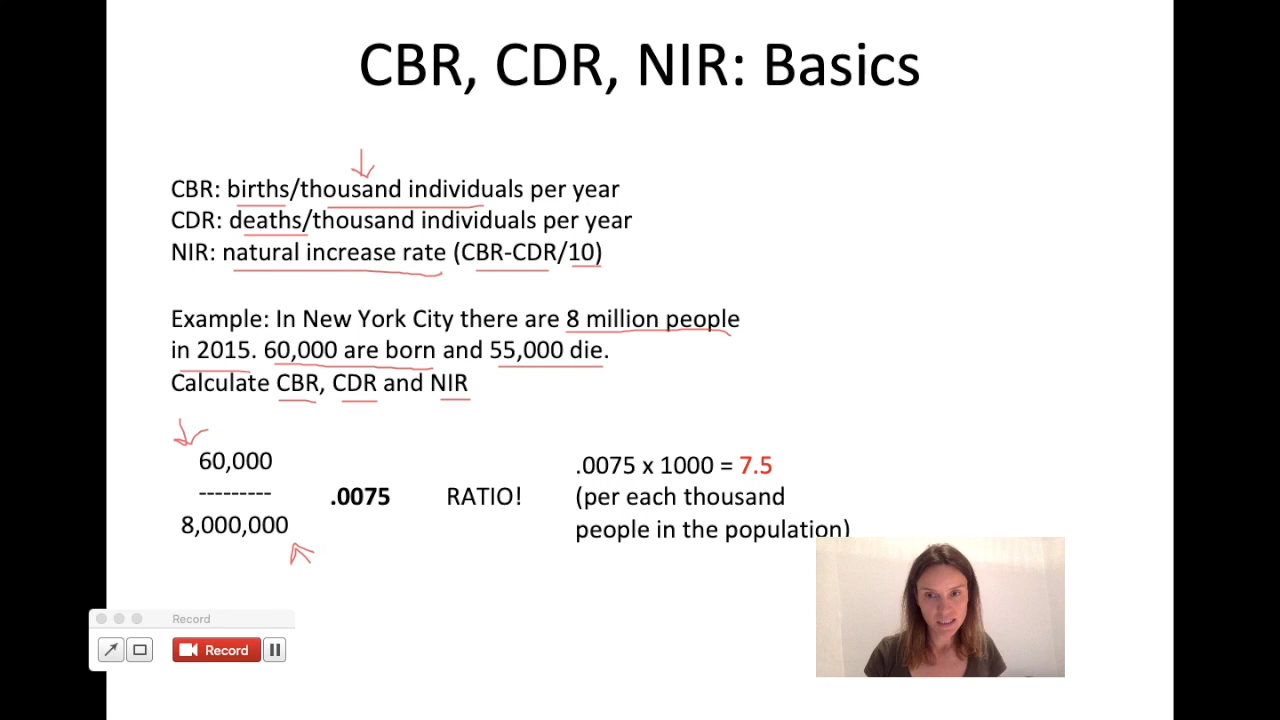 CBR, CDR, NIR: Basics
CBR: births/thousand individuals per year
CDR: deaths/thousand individuals per year
NIR: natural increase rate (CBR-CDR/10)
Example: In New York City there are 8 million people
in 2015. 60,000 are born and 55,000 die.
Calculate CBR, CDR and NIR
60,000
---------
8,000,000
.0075
RATIO!
.0075 x 1000 = 7.5
(per each thousand
people in the population)
Record
Record